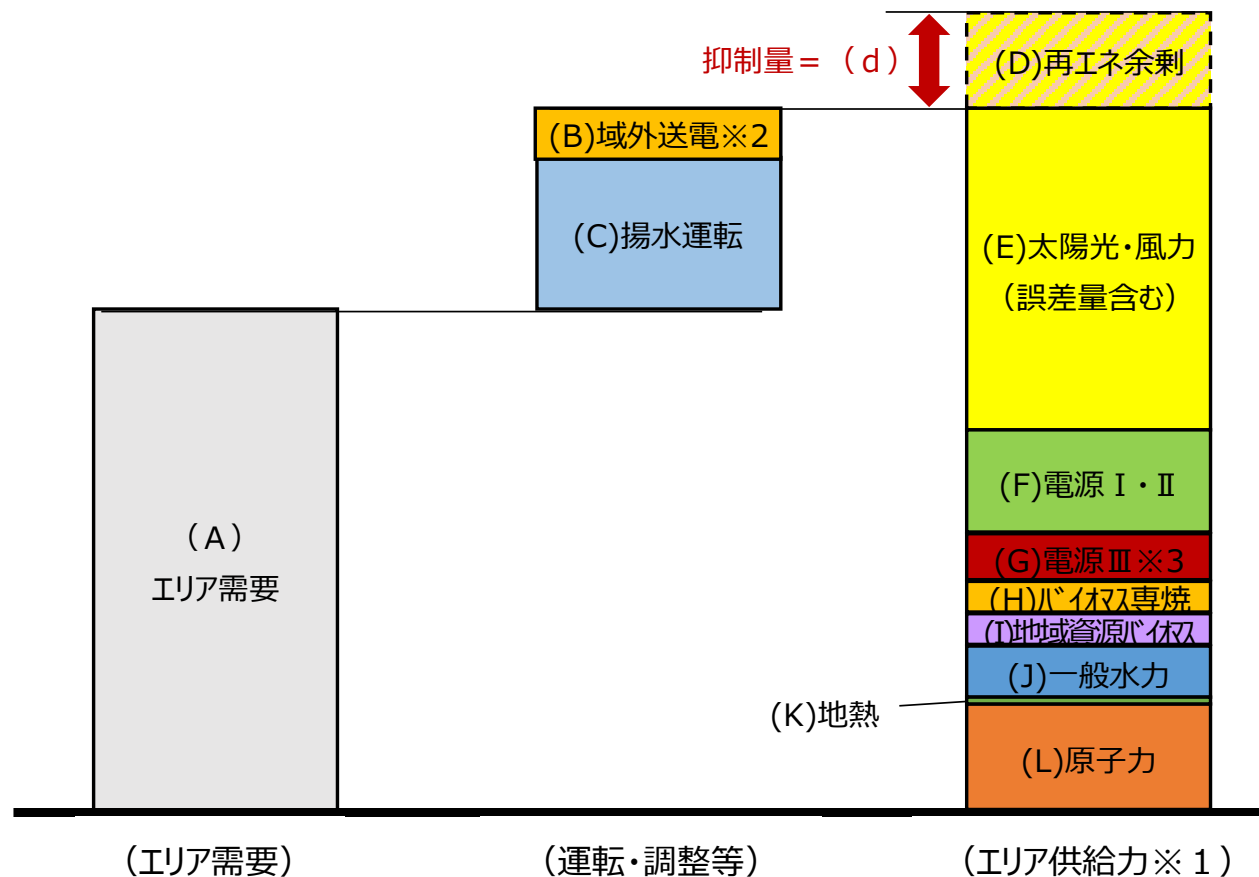 抑制量=（d）
(D)再エネ余剰
(B)域外送電※2
(C)揚水運転
(E)太陽光・風力
（誤差量含む）
(F)電源Ⅰ・Ⅱ
（A）
エリア需要
(G)電源Ⅲ※3
(H)ﾊﾞｲｵﾏｽ専焼
(I)地域資源ﾊﾞｲｵﾏｽ
(J)一般水力
(K)地熱
(L)原子力
（エリア需要）
（運転・調整等）
（エリア供給力※１）